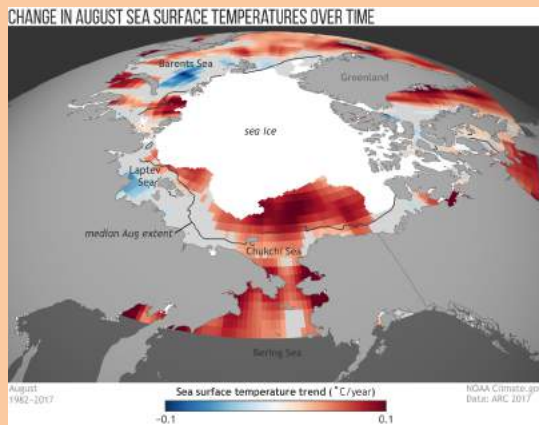 CHANGE IN AUGUST SEA SURFACE TEMPERATURES OVER TIME
Barents Sea
Greenland
sea ice
Laptev
Sea
median Aug extent
Chukchi Sea
Bering Sea
August
1982-2017
Sea surface temperature trend (°C/year)
-0.1
0.1
NOAA Climate.go
Data: ARC 2017